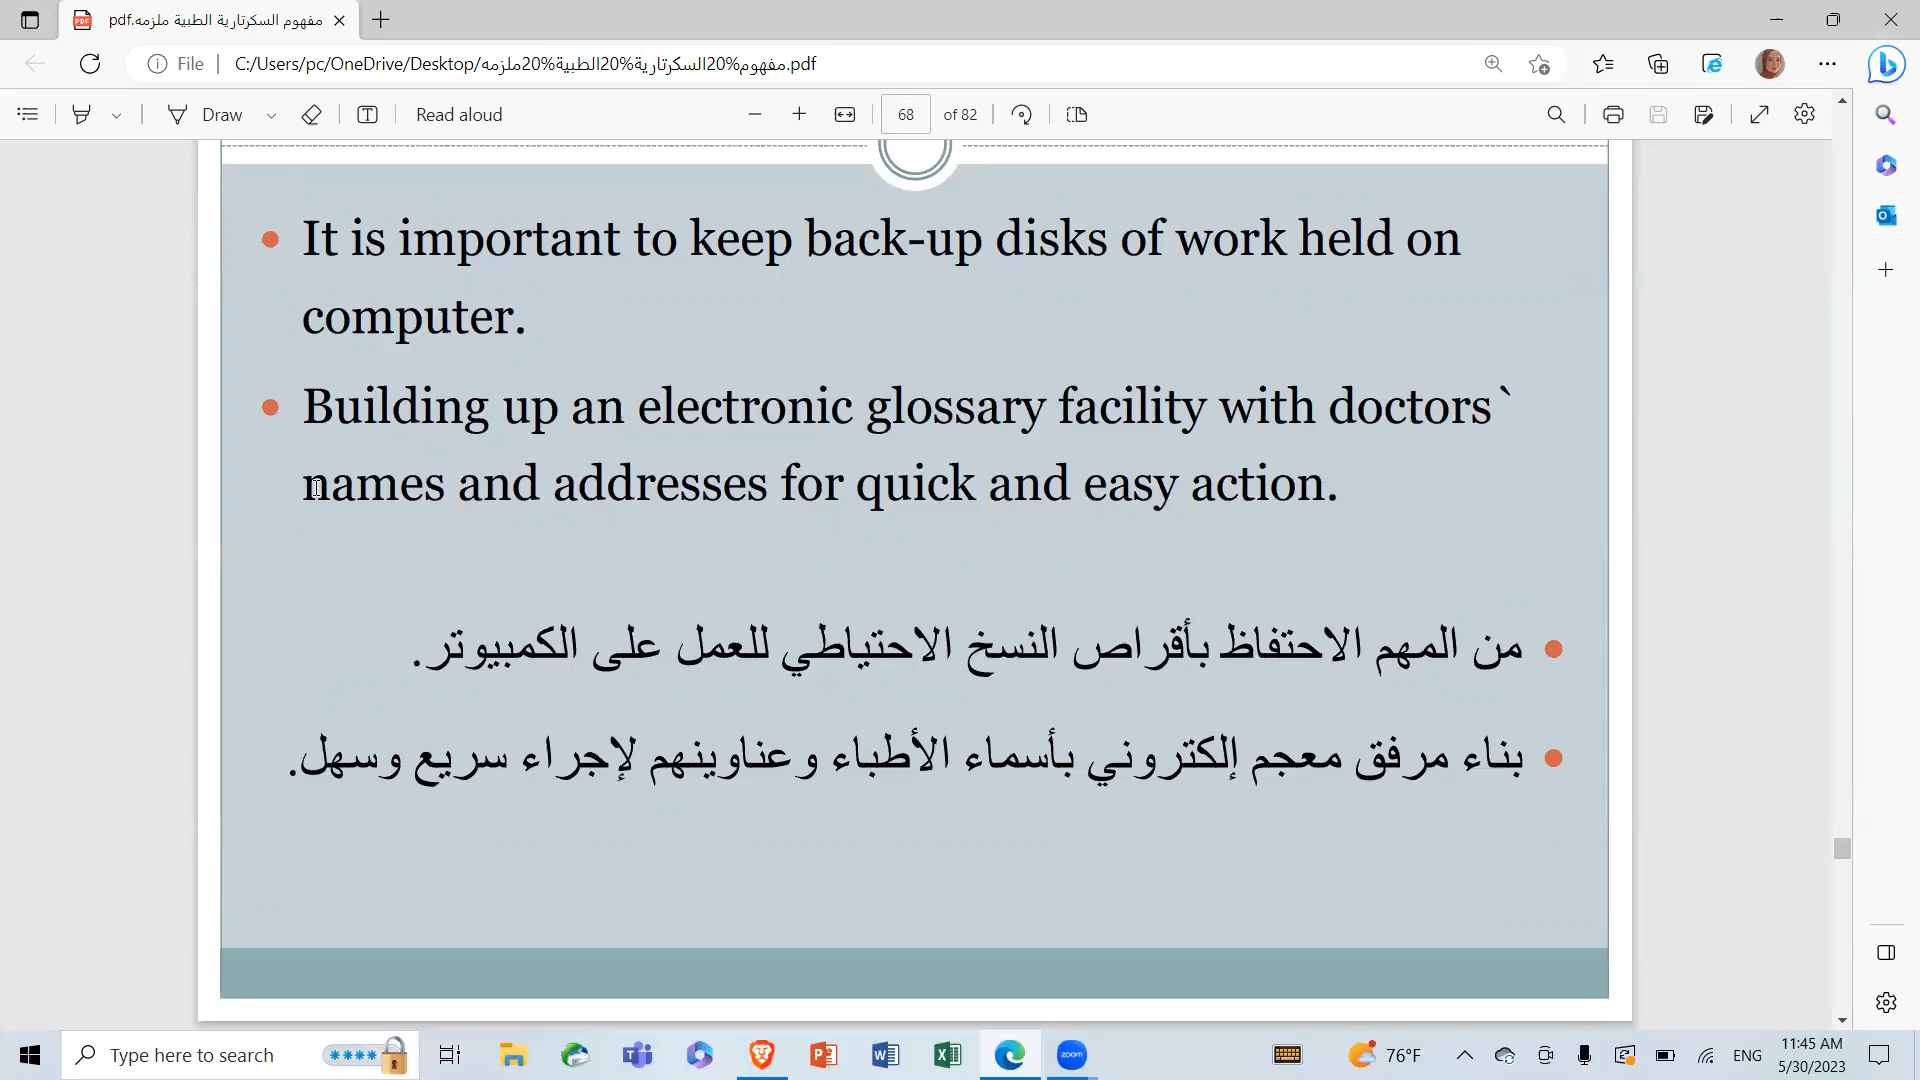 مفهوم السكرتارية الطبية ملزمه.pdf
File
C:/Users/pc/OneDrive/Desktop/مفهوم%20السكرتارية%20الطبية%20ملزمه.pdf
Draw
Read aloud
68 of 82
It is important to keep back-up disks of work held on
computer.
Building up an electronic glossary facility with doctors`
names and addresses for quick and easy action.
من المهم الاحتفاظ بأقراص النسخ الاحتياطي للعمل على الكمبيوتر.
بناء مرفق معجم إلكتروني بأسماء الأطباء وعناوينهم لإجراء سريع وسهل.
Type here to search
zoom
76°F
ENG
11:45 AM
5/30/2023